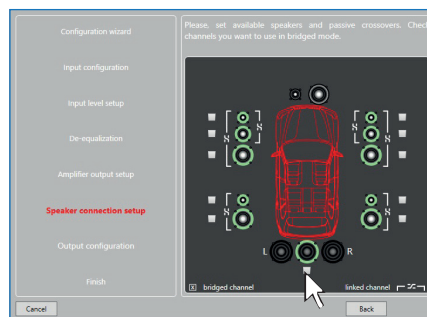 Configuration wizard
Please, set available speakers and passive crossovers. Chec
channels you want to use in bridged mode.
Input configuration
Input level setup
De-equalization
Amplifier output setup
Speaker connection setup
Output configuration
Finish
L R
X bridged channel linked channel
Cancel
Back